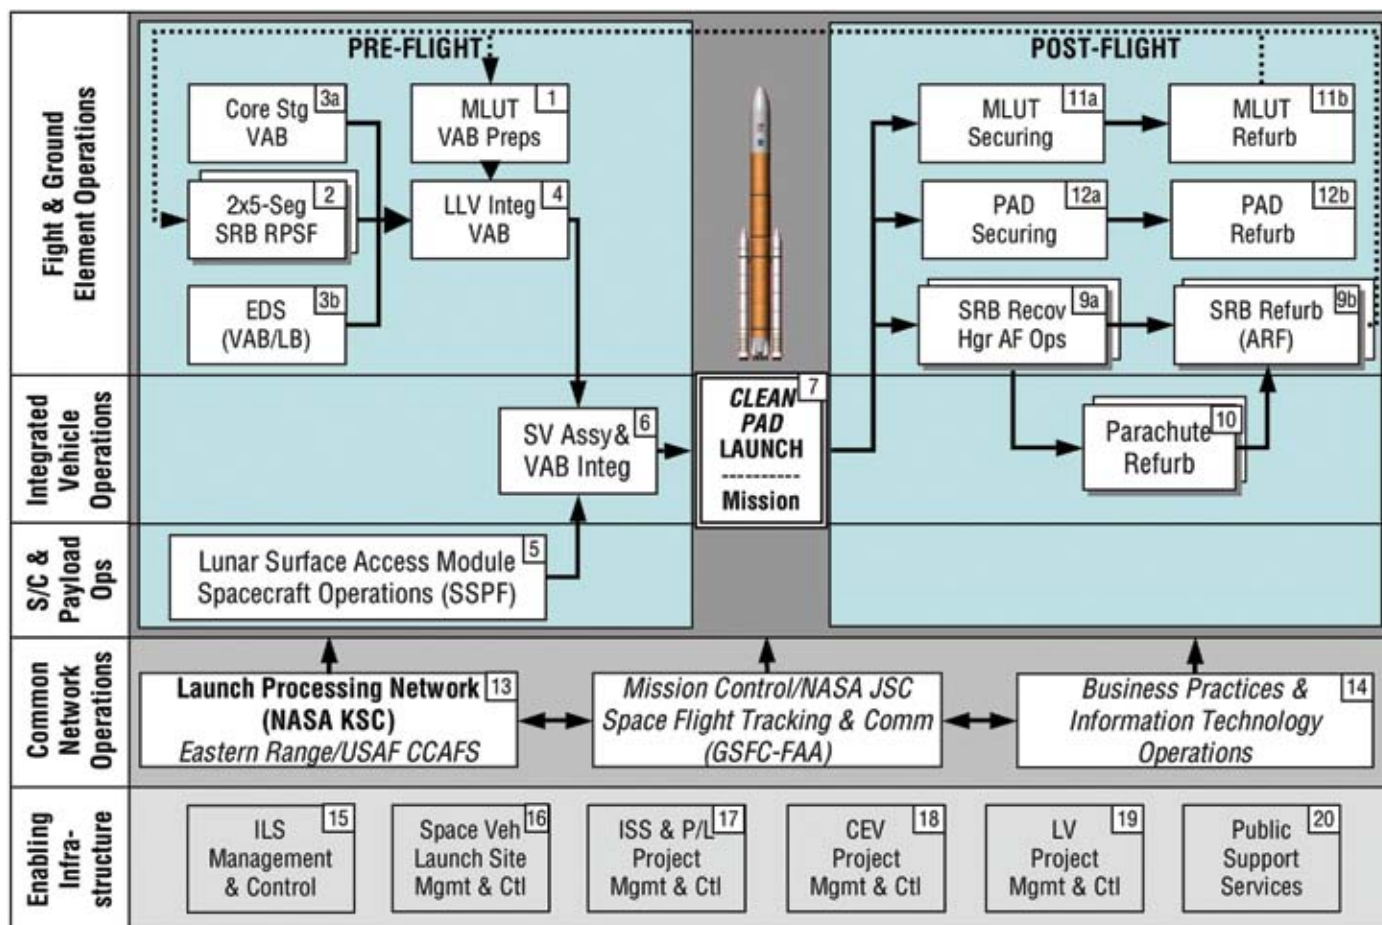 PRE-FLIGHT
POST-FLIGHT
Fight & Ground
Element Operations
3a
Core Stg
VAB
1
MLUT
VAB Preps
2
2x5-Seg
SRB RPSF
4
LLV Integ
VAB
3b
EDS
(VAB/LB)
11a
MLUT
Securing
11b
MLUT
Refurb
12a
PAD
Securing
12b
PAD
Refurb
9a
SRB Recov
Hgr AF Ops
9b
SRB Refurb
(ARF)
Integrated
Vehicle
Operations
6
SV Assy&
VAB Integ
7
CLEAN
PAD
LAUNCH
Mission
10
Parachute
Refurb
S/C &
Payload
Ops
5
Lunar Surface Access Module
Spacecraft Operations (SSPF)
Common
Network
Operations
13
Launch Processing Network
(NASA KSC)
Eastern Range/USAF CCAFS
Mission Control/NASA JSC
Space Flight Tracking & Comm
(GSFC-FAA)
14
Business Practices &
Information Technology
Operations
Enabling
Infra-
structure
15
ILS
Management
& Control
16
Space Veh
Launch Site
Mgmt & Ctl
17
ISS & P/L
Project
Mgmt & Ctl
18
CEV
Project
Mgmt & Ctl
19
LV
Project
Mgmt & Ctl
20
Public
Support
Services